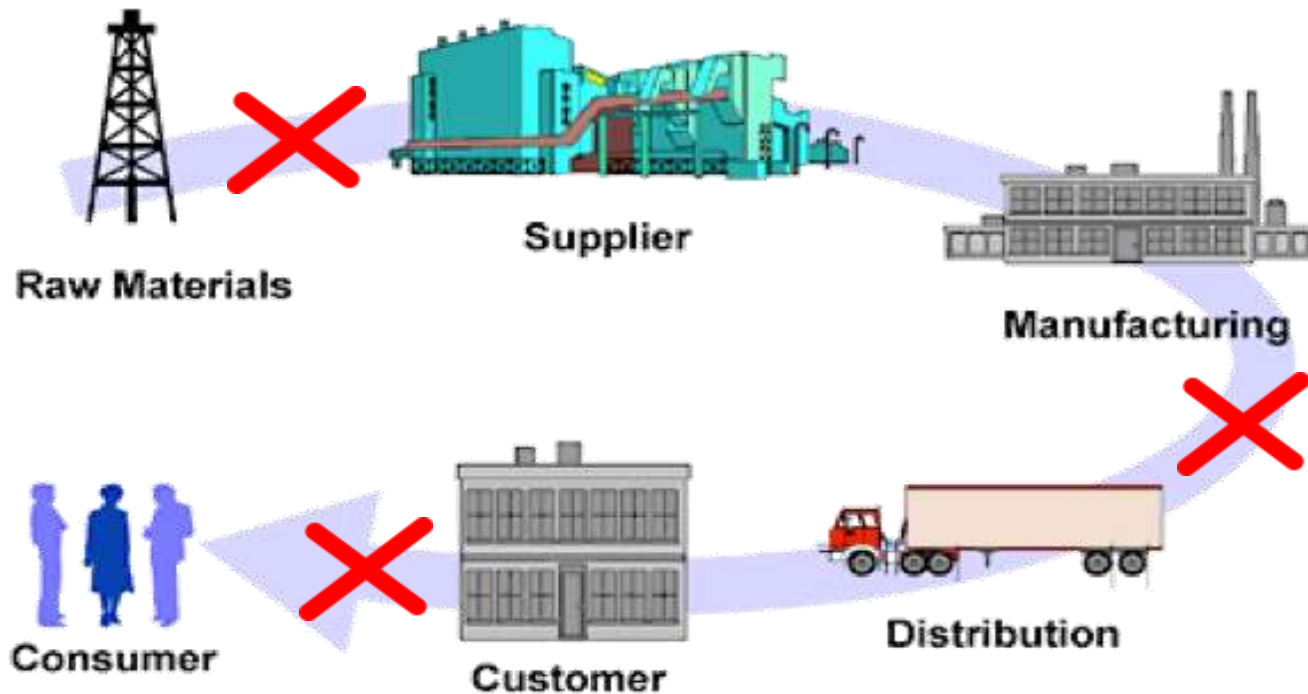 Raw Materials
Supplier
Manufacturing
Distribution
Customer
Consumer